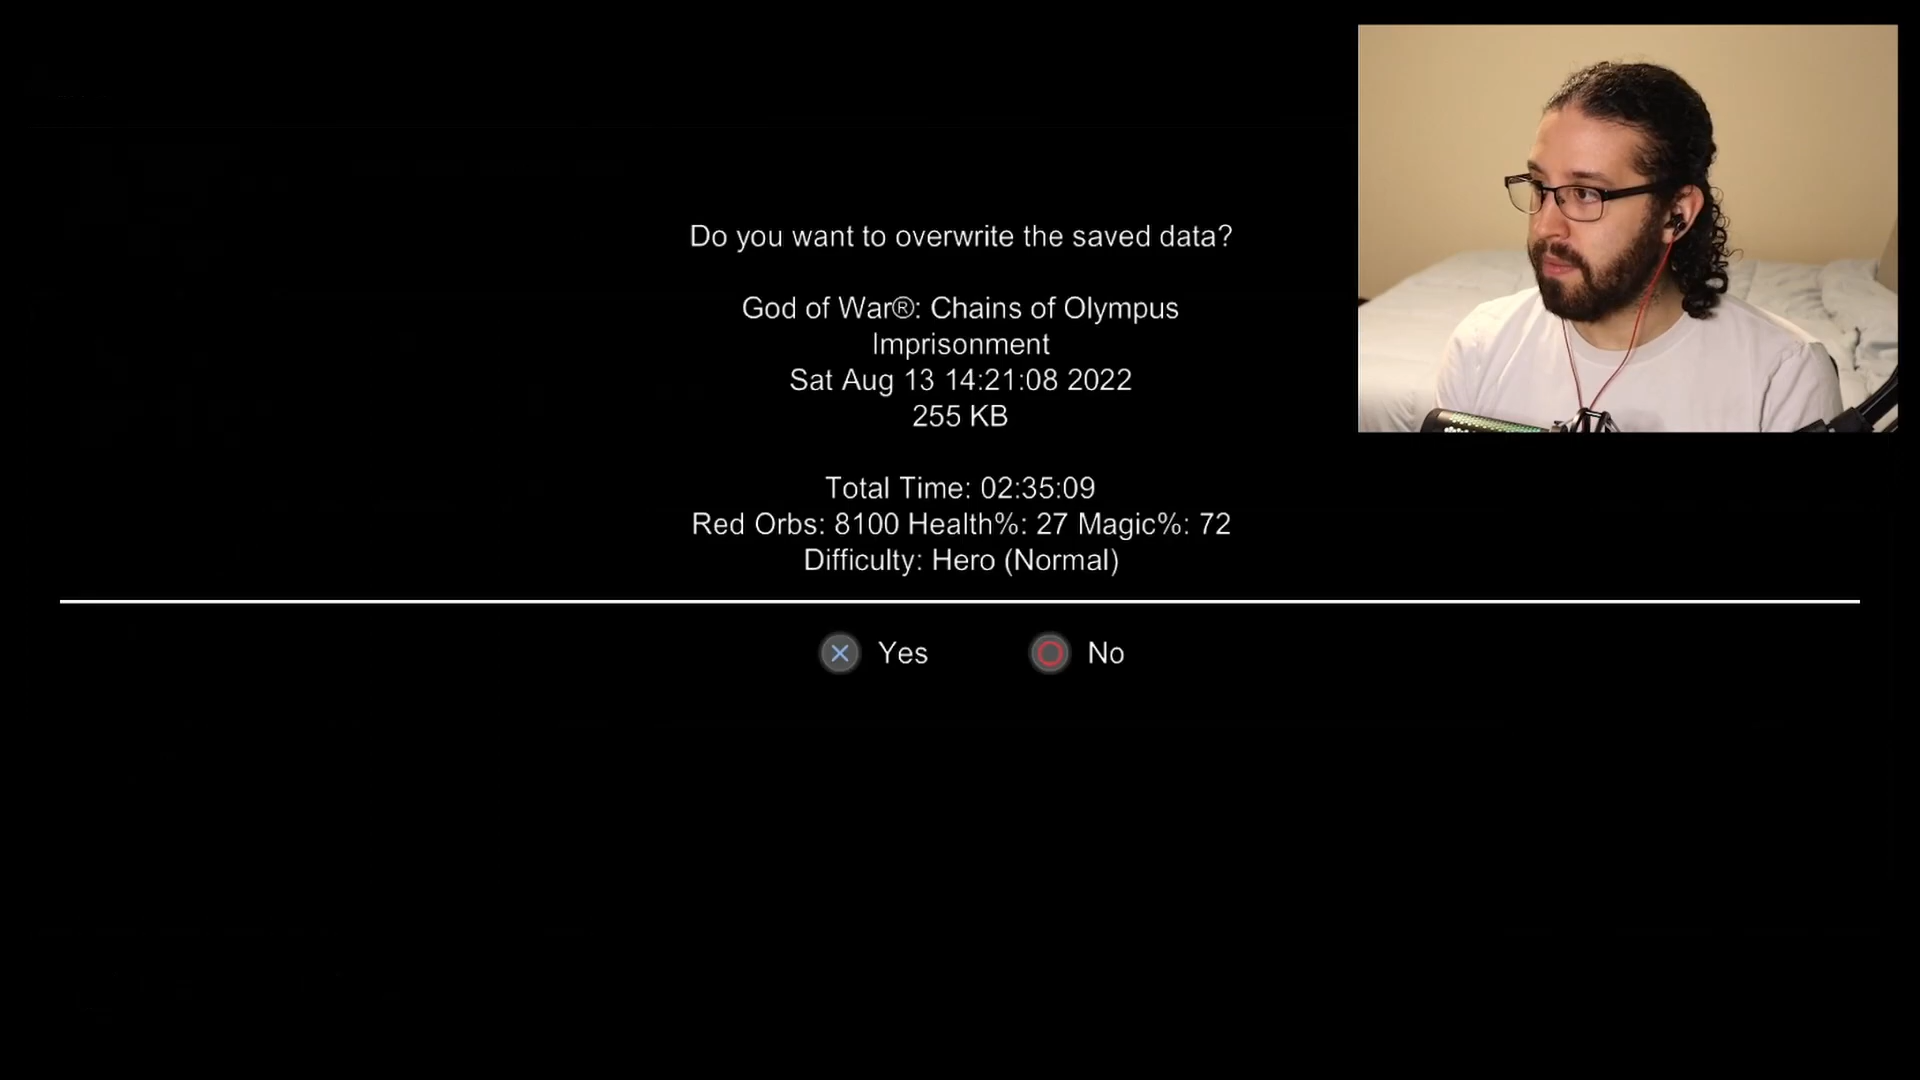 Do you want to overwrite the saved data?
God of War®: Chains of Olympus
Imprisonment
Sat Aug 13 14:21:08 2022
255 KB
Total Time: 02:35:09
Red Orbs: 8100 Health%: 27 Magic%: 72
Difficulty: Hero (Normal)
Yes No